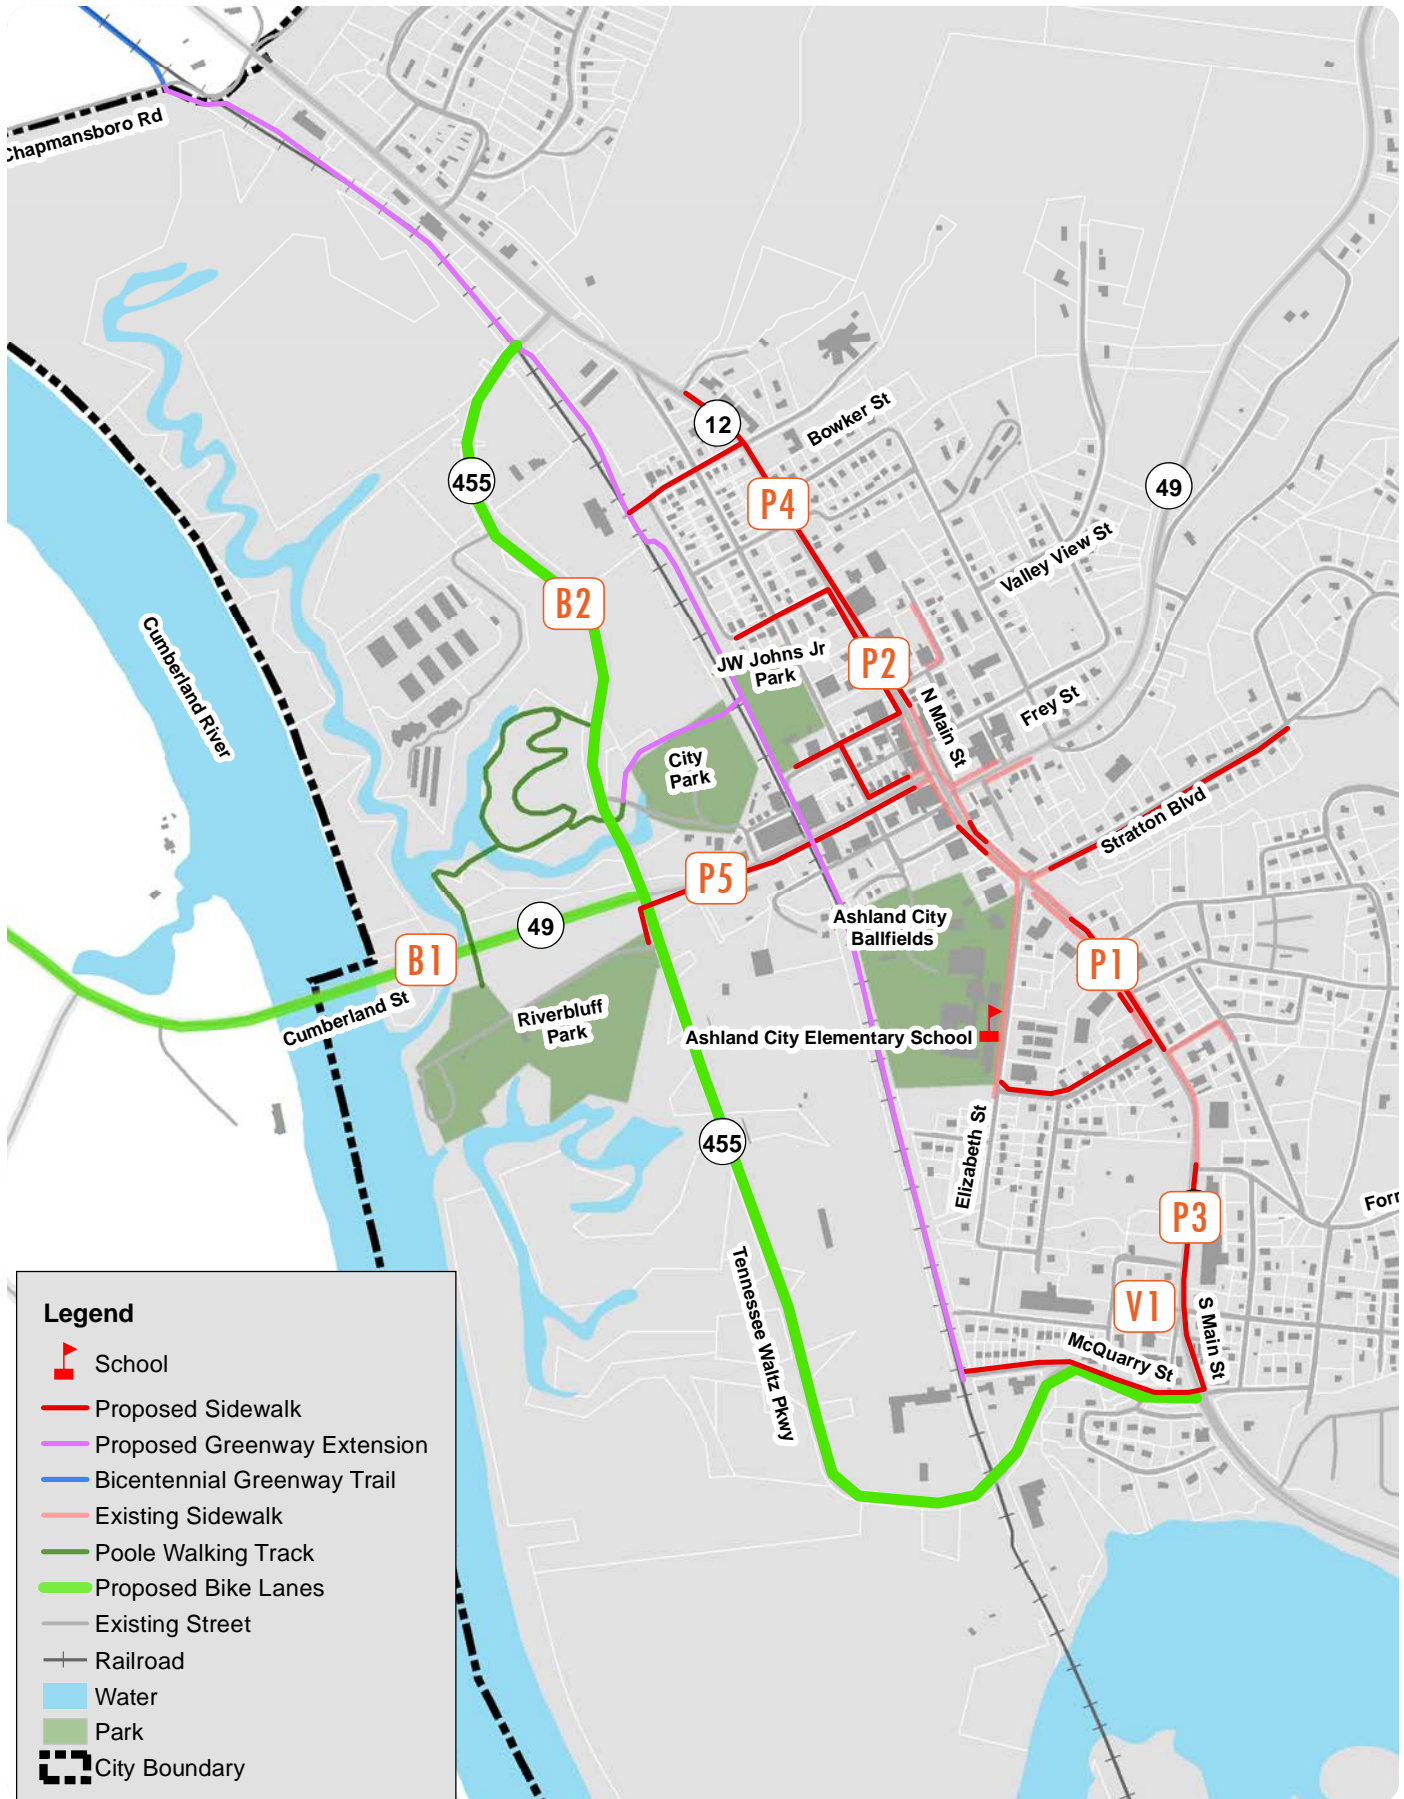 Chapmansboro Rd
12
Bowker St
455
49
P4
Valley View St
B2
Cumberland River
JW Johns Jr
Park
P2
N Main St
Frey St
City
Park
Stratton Blvd
P5
49
Ashland City
Ballfields
B1
P1
Cumberland St
Riverbluff
Park
Ashland City Elementary School
455
Elizabeth St
P3
Forr
Tennessee Waltz Pkwy
V1
S Main St
McQuarry St
Legend
School
Proposed Sidewalk
Proposed Greenway Extension
Bicentennial Greenway Trail
Existing Sidewalk
Poole Walking Track
Proposed Bike Lanes
Existing Street
Railroad
Water
Park
City Boundary